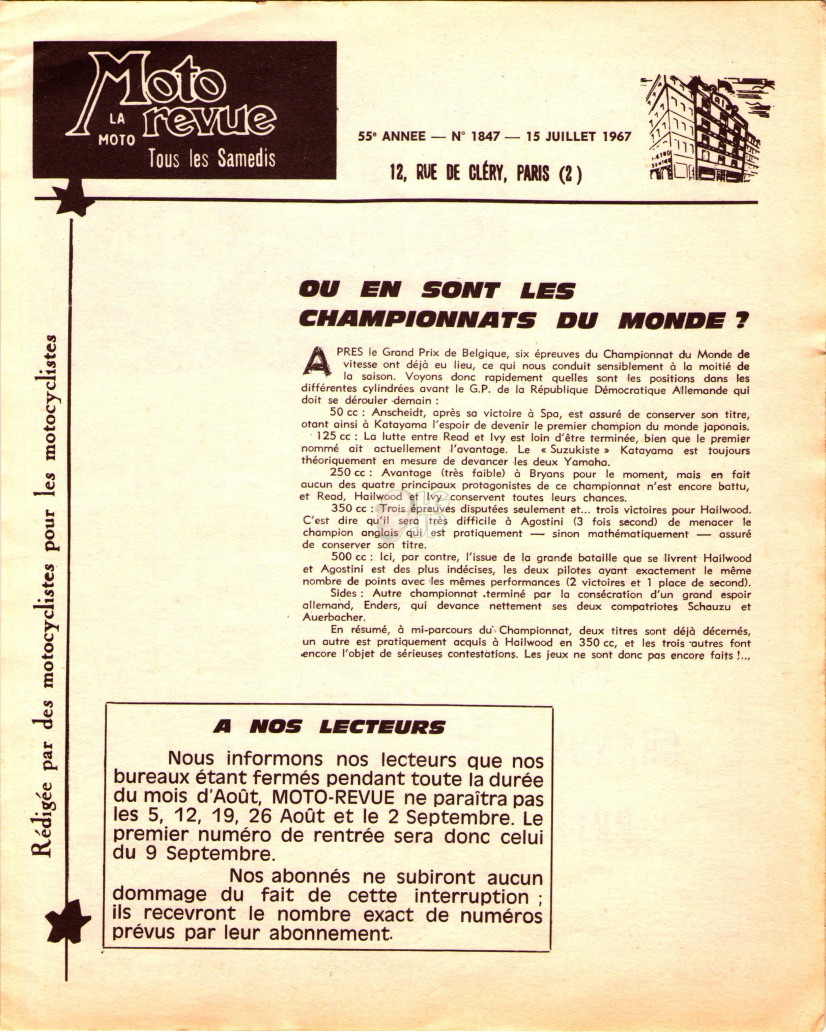 Moto
revue
LA
MOTO
Tous les Samedis
55e ANNEE — N° 1847 — 15 JUILLET 1967
12, RUE DE CLÉRY, PARIS (2)
Rédigée par des motocyclistes pour les motocyclistes
OU EN SONT LES
CHAMPIONNATS DU MONDE ?
APRES le Grand Prix de Belgique, six épreuves du Championnat du Monde de
vitesse ont déjà eu lieu, ce qui nous conduit sensiblement à la moitié de
la saison. Voyons donc rapidement quelles sont les positions dans les
différentes cylindrées avant le G.P. de la République Démocratique Allemande qui
doit se dérouler demain :
50 cc : Anscheidt, après sa victoire à Spa, est assuré de conserver son titre,
otant ainsi à Katayama l'espoir de devenir le premier champion du monde japonais.
125 cc : La lutte entre Read et Ivy est loin d'être terminée, bien que le premier
nommé ait actuellement l'avantage. Le « Suzukiste » Katayama est toujours
théoriquement en mesure de devancer les deux Yamaha.
250 cc : Avantage (très faible) à Bryans pour le moment, mais en fait
aucun des quatre principaux protagonistes de ce championnat n'est encore battu,
et Read, Hailwood et Ivy conservent toutes leurs chances.
350 cc : Trois épreuves disputées seulement et... trois victoires pour Hailwood.
C'est dire qu'il sera très difficile à Agostini (3 fois second) de menacer le
champion anglais qui est pratiquement — sinon mathématiquement — assuré
de conserver son titre.
500 cc : Ici, par contre, l'issue de la grande bataille que se livrent Hailwood
et Agostini est des plus indécises, les deux pilotes ayant exactement le même
nombre de points avec les mêmes performances (2 victoires et 1 place de second).
Sides : Autre championnat terminé par la consécration d'un grand espoir
allemand, Enders, qui devance nettement ses deux compatriotes Schauzu et
Auerbacher.
En résumé, à mi-parcours du Championnat, deux titres sont déjà décernés,
un autre est pratiquement acquis à Hailwood en 350 cc, et les trois autres font
encore l'objet de sérieuses contestations. Les jeux ne sont donc pas encore faits !...
A NOS LECTEURS
Nous informons nos lecteurs que nos
bureaux étant fermés pendant toute la durée
du mois d'Août, MOTO-REVUE ne paraîtra pas
les 5, 12, 19, 26 Août et le 2 Septembre. Le
premier numéro de rentrée sera donc celui
du 9 Septembre.
Nos abonnés ne subiront aucun
dommage du fait de cette interruption ;
ils recevront le nombre exact de numéros
prévus par leur abonnement.